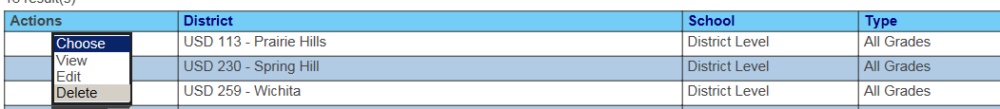 Actions District School Type
Choose USD 113 - Prairie Hills District Level All Grades
View
USD 230 - Spring Hill District Level All Grades
Edit
Delete USD 259 - Wichita District Level All Grades